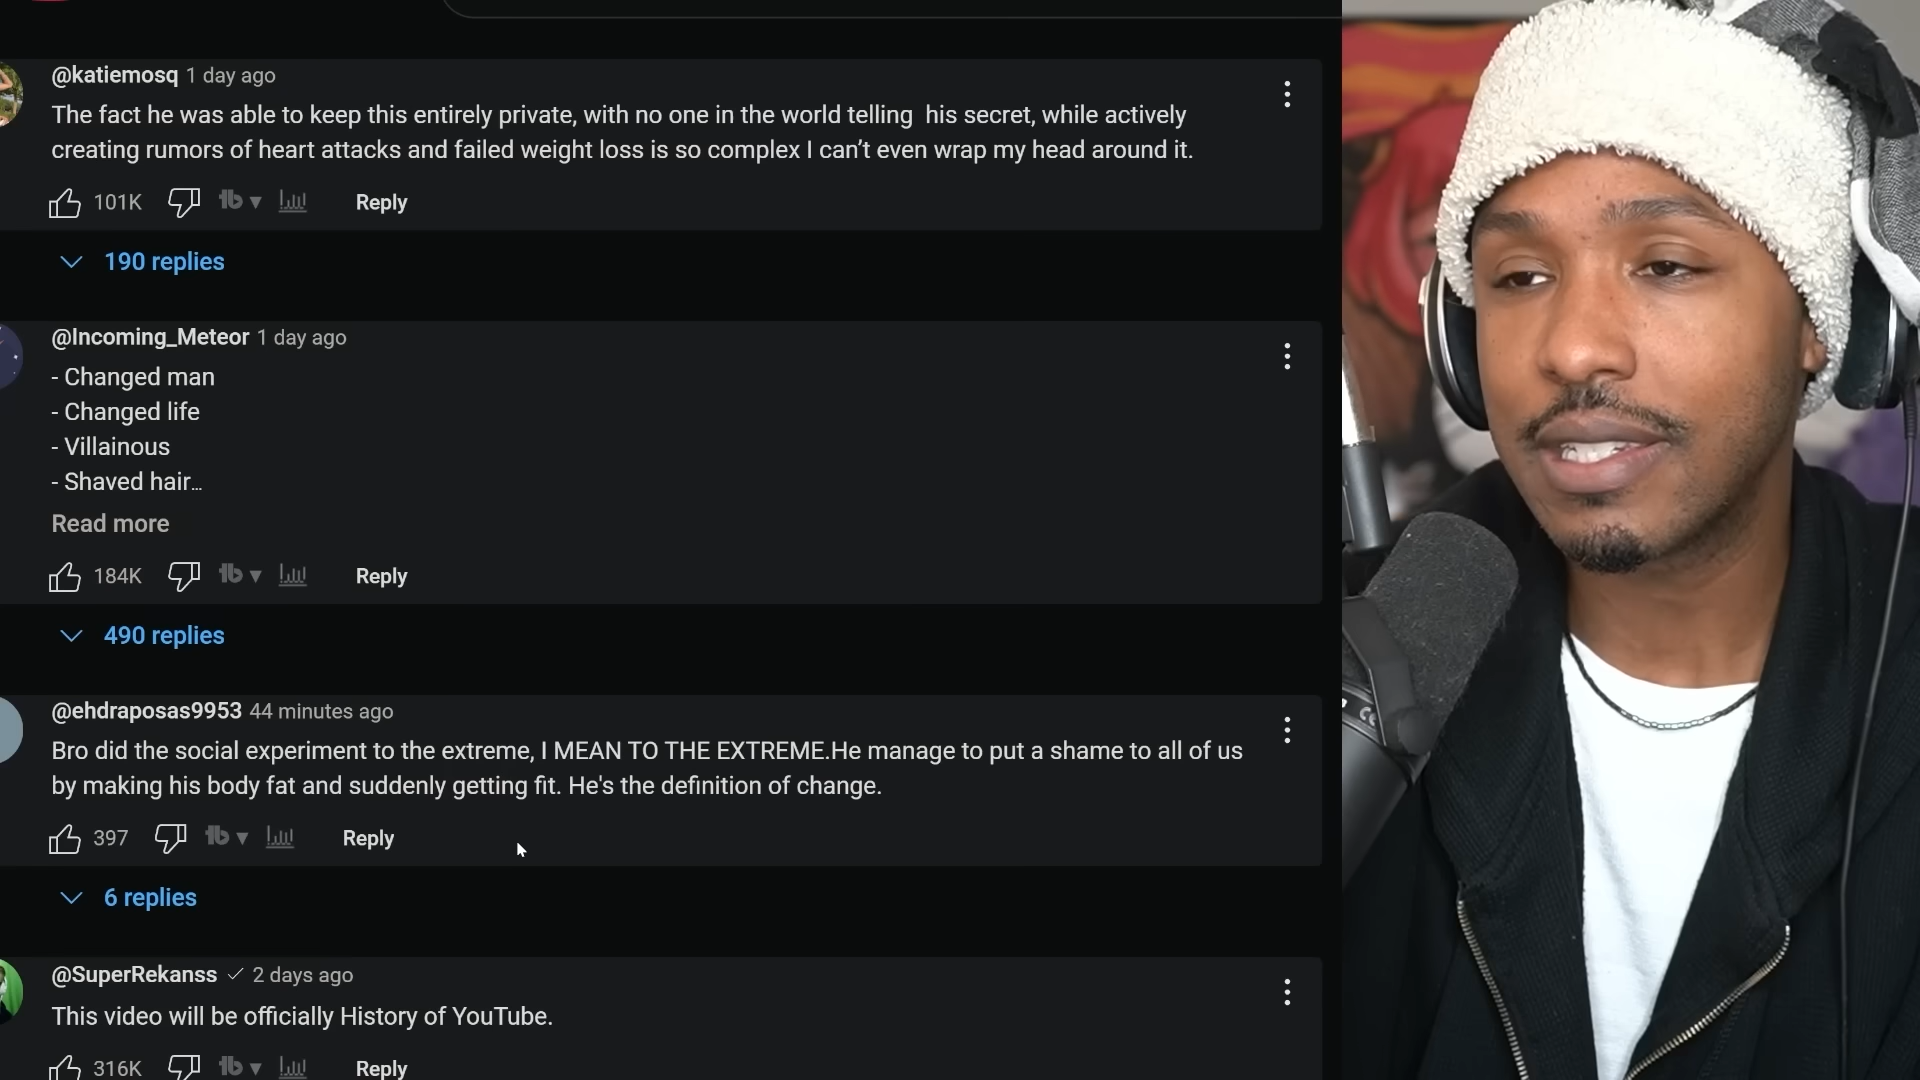 @katiemosq 1 day ago
The fact he was able to keep this entirely private, with no one in the world telling  his secret, while actively
creating rumors of heart attacks and failed weight loss is so complex I can’t even wrap my head around it.
101K Reply
190 replies
@Incoming_Meteor 1 day ago
- Changed man
- Changed life
- Villainous
- Shaved hair…
Read more
184K Reply
490 replies
@ehdraposas9953 44 minutes ago
Bro did the social experiment to the extreme, I MEAN TO THE EXTREME.He manage to put a shame to all of us
by making his body fat and suddenly getting fit. He's the definition of change.
397 Reply
6 replies
@SuperRekanss 2 days ago
This video will be officially History of YouTube.
316K Reply